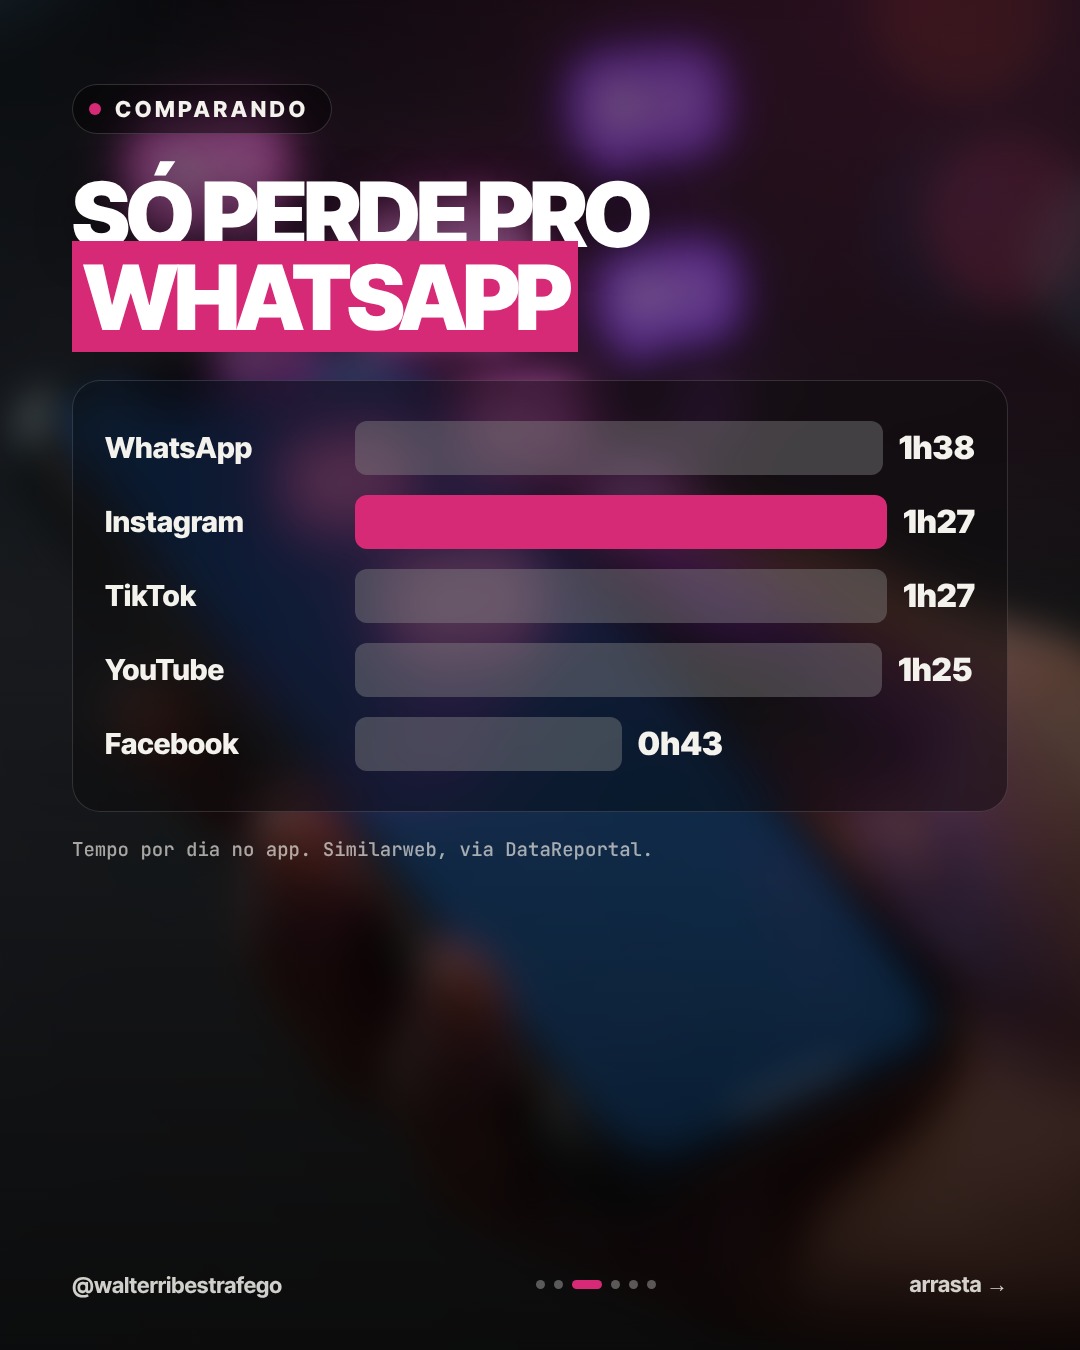 COMPARANDO
SÓ PERDE PRO
WHATSAPP
WhatsApp 1h38
Instagram 1h27
TikTok 1h27
YouTube 1h25
Facebook 0h43
Tempo por dia no app. Similarweb, via DataReportal.
@walterribestrafego
arrasta →